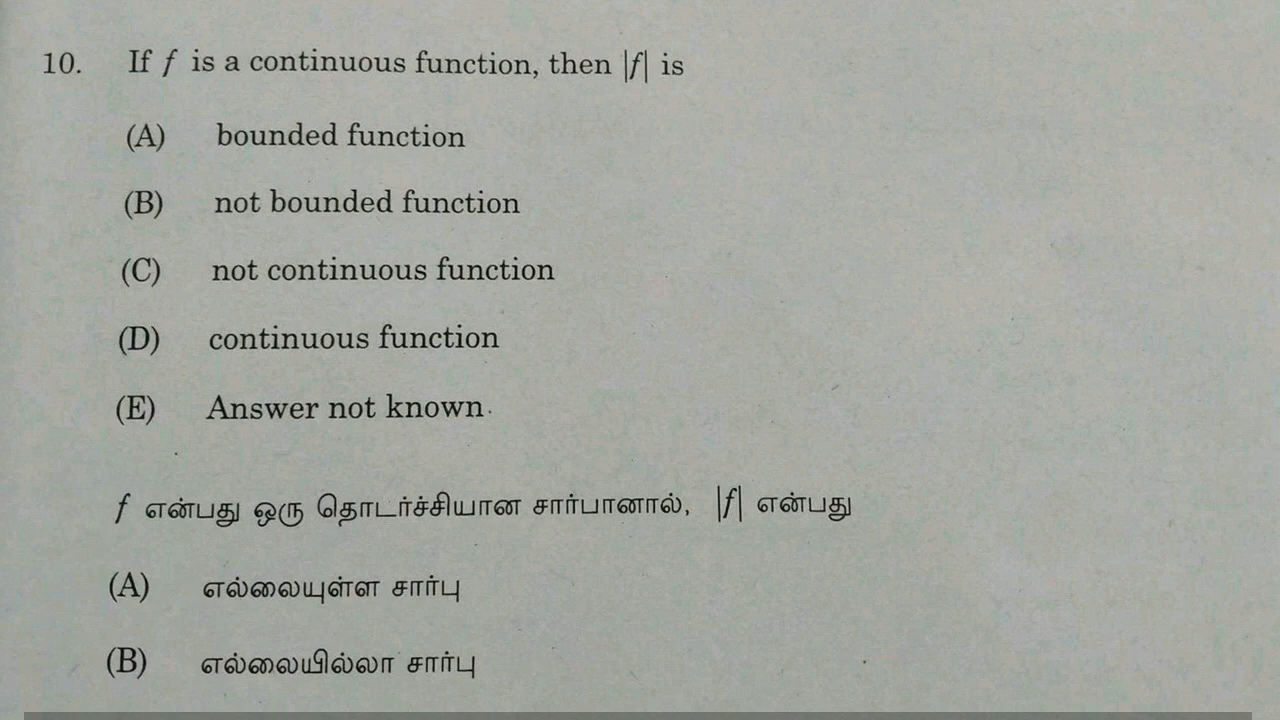 10. If f is a continuous function, then |f| is
(A) bounded function
(B) not bounded function
(C) not continuous function
(D) continuous function
(E) Answer not known.
f என்பது ஒரு தொடர்ச்சியான சார்பானால், |f| என்பது
(A) எல்லையுள்ள சார்பு
(B) எல்லையில்லா சார்பு